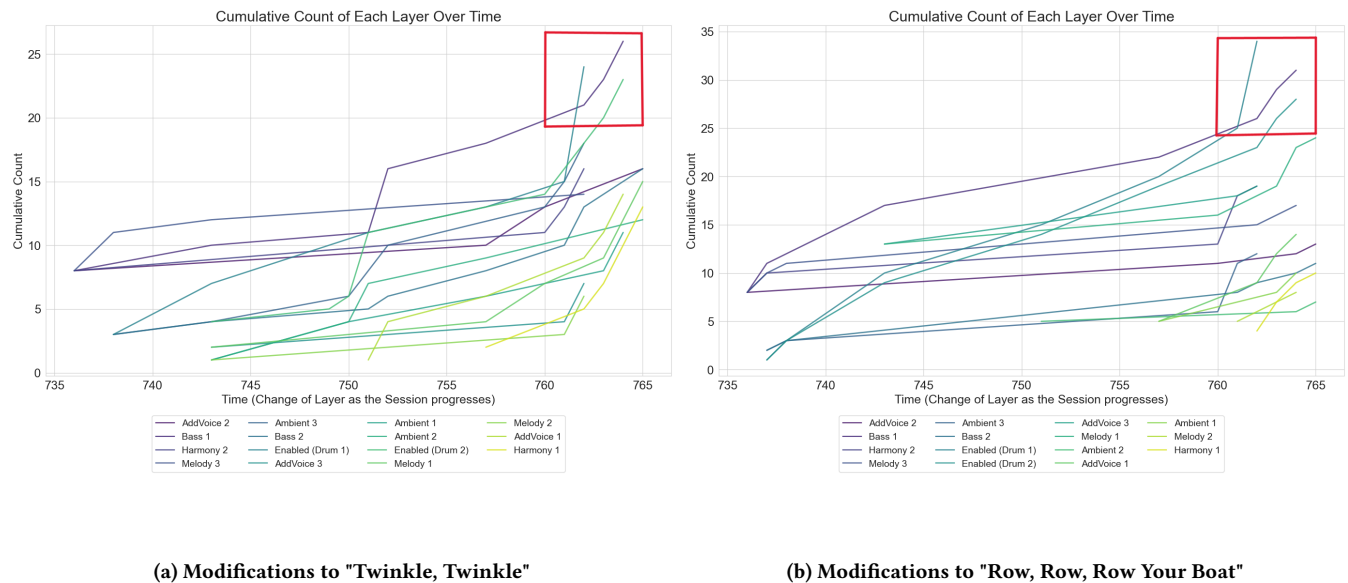 Cumulative Count of Each Layer Over Time
Cumulative Count
25
20
15
10
5
0
735
740
745
750
755
760
765
Time (Change of Layer as the Session progresses)
AddVoice 2
Bass 1
Harmony 2
Melody 3
Ambient 3
Bass 2
Enabled (Drum 1)
AddVoice 3
Ambient 1
Ambient 2
Enabled (Drum 2)
Melody 1
Melody 2
AddVoice 1
Harmony 1
(a) Modifications to "Twinkle, Twinkle"
Cumulative Count of Each Layer Over Time
Cumulative Count
35
30
25
20
15
10
5
0
735
740
745
750
755
760
765
Time (Change of Layer as the Session progresses)
AddVoice 2
Bass 1
Harmony 2
Melody 3
Ambient 3
Bass 2
Enabled (Drum 1)
Enabled (Drum 2)
AddVoice 3
Melody 1
Ambient 2
AddVoice 1
Ambient 1
Melody 2
Harmony 1
(b) Modifications to "Row, Row, Row Your Boat"